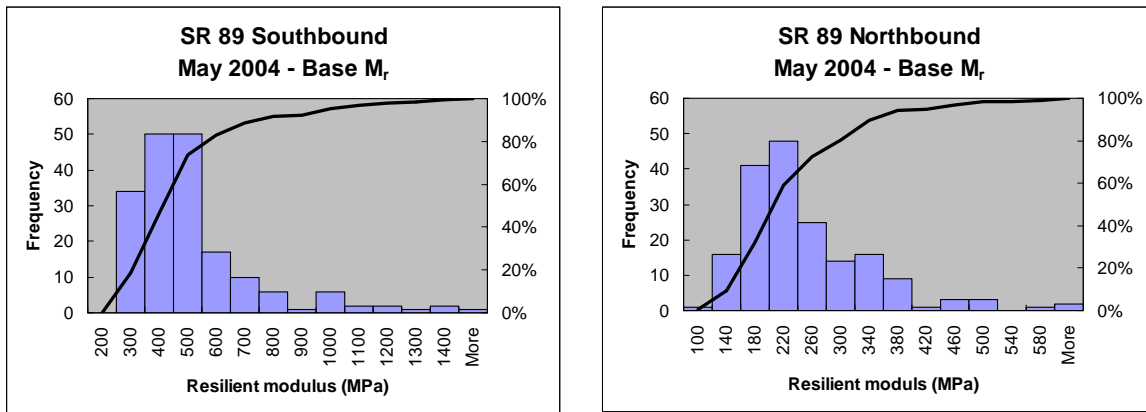 SR 89 Southbound
May 2004 - Base Mr
60
50
40
30
20
10
0
Frequency
100%
80%
60%
40%
20%
0%
200 300 400 500 600 700 800 900 1000 1100 1200 1300 1400 More
Resilient modulus (MPa)
SR 89 Northbound
May 2004 - Base Mr
60
50
40
30
20
10
0
Frequency
100%
80%
60%
40%
20%
0%
100 140 180 220 260 300 340 380 420 460 500 540 580 More
Resilient moduls (MPa)